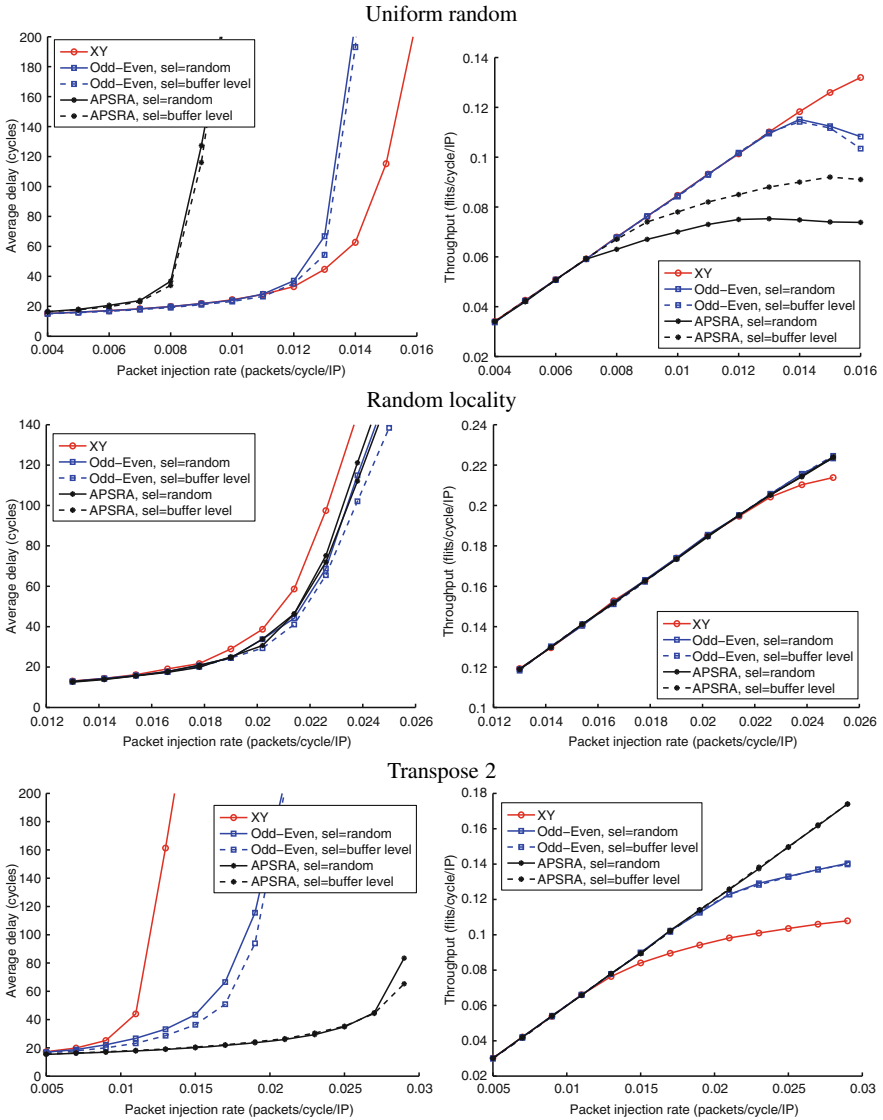 Uniform random
200
180
160
140
120
100
80
60
40
20
0
0.004
0.006
0.008
0.01
0.012
0.014
0.016
Average delay (cycles)
Packet injection rate (packets/cycle/IP)
XY
Odd−Even, sel=random
Odd−Even, sel=buffer level
APSRA, sel=random
APSRA, sel=buffer level
0.14
0.12
0.1
0.08
0.06
0.04
0.02
0.004
0.006
0.008
0.01
0.012
0.014
0.016
Throughput (flits/cycle/IP)
Packet injection rate (packets/cycle/IP)
XY
Odd−Even, sel=random
Odd−Even, sel=buffer level
APSRA, sel=random
APSRA, sel=buffer level
Random locality
140
120
100
80
60
40
20
0
0.012
0.014
0.016
0.018
0.02
0.022
0.024
0.026
Average delay (cycles)
Packet injection rate (packets/cycle/IP)
XY
Odd−Even, sel=random
Odd−Even, sel=buffer level
APSRA, sel=random
APSRA, sel=buffer level
0.24
0.22
0.2
0.18
0.16
0.14
0.12
0.1
0.012
0.014
0.016
0.018
0.02
0.022
0.024
0.026
Throughput (flits/cycle/IP)
Packet injection rate (packets/cycle/IP)
XY
Odd−Even, sel=random
Odd−Even, sel=buffer level
APSRA, sel=random
APSRA, sel=buffer level
Transpose 2
200
180
160
140
120
100
80
60
40
20
0
0.005
0.01
0.015
0.02
0.025
0.03
Average delay (cycles)
Packet injection rate (packets/cycle/IP)
XY
Odd−Even, sel=random
Odd−Even, sel=buffer level
APSRA, sel=random
APSRA, sel=buffer level
0.18
0.16
0.14
0.12
0.1
0.08
0.06
0.04
0.02
0.005
0.01
0.015
0.02
0.025
0.03
Throughput (flits/cycle/IP)
Packet injection rate (packets/cycle/IP)
XY
Odd−Even, sel=random
Odd−Even, sel=buffer level
APSRA, sel=random
APSRA, sel=buffer level